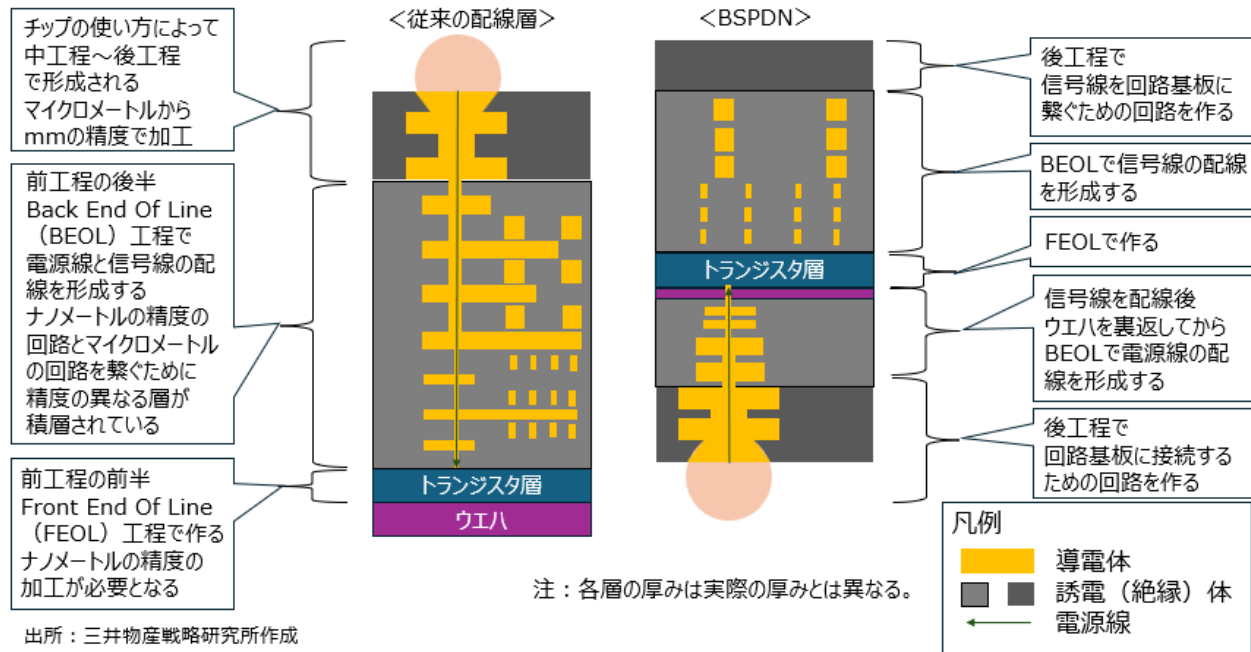 <従来の配線層>
<BSPDN>
チップの使い方によって
中工程～後工程
で形成される
マイクロメートルから
mmの精度で加工
前工程の後半
Back End Of Line
（BEOL）工程で
電源線と信号線の配
線を形成する
ナノメートルの精度の
回路とマイクロメートル
の回路を繋ぐために
精度の異なる層が
積層されている
前工程の前半
Front End Of Line
（FEOL）工程で作る
ナノメートルの精度の
加工が必要となる
トランジスタ層
ウエハ
トランジスタ層
後工程で
信号線を回路基板に
繋ぐための回路を作る
BEOLで信号線の配線
を形成する
FEOLで作る
信号線を配線後
ウエハを裏返してから
BEOLで電源線の配
線を形成する
後工程で
回路基板に接続する
ための回路を作る
凡例
導電体
誘電（絶縁）体
電源線
注：各層の厚みは実際の厚みとは異なる。
出所：三井物産戦略研究所作成